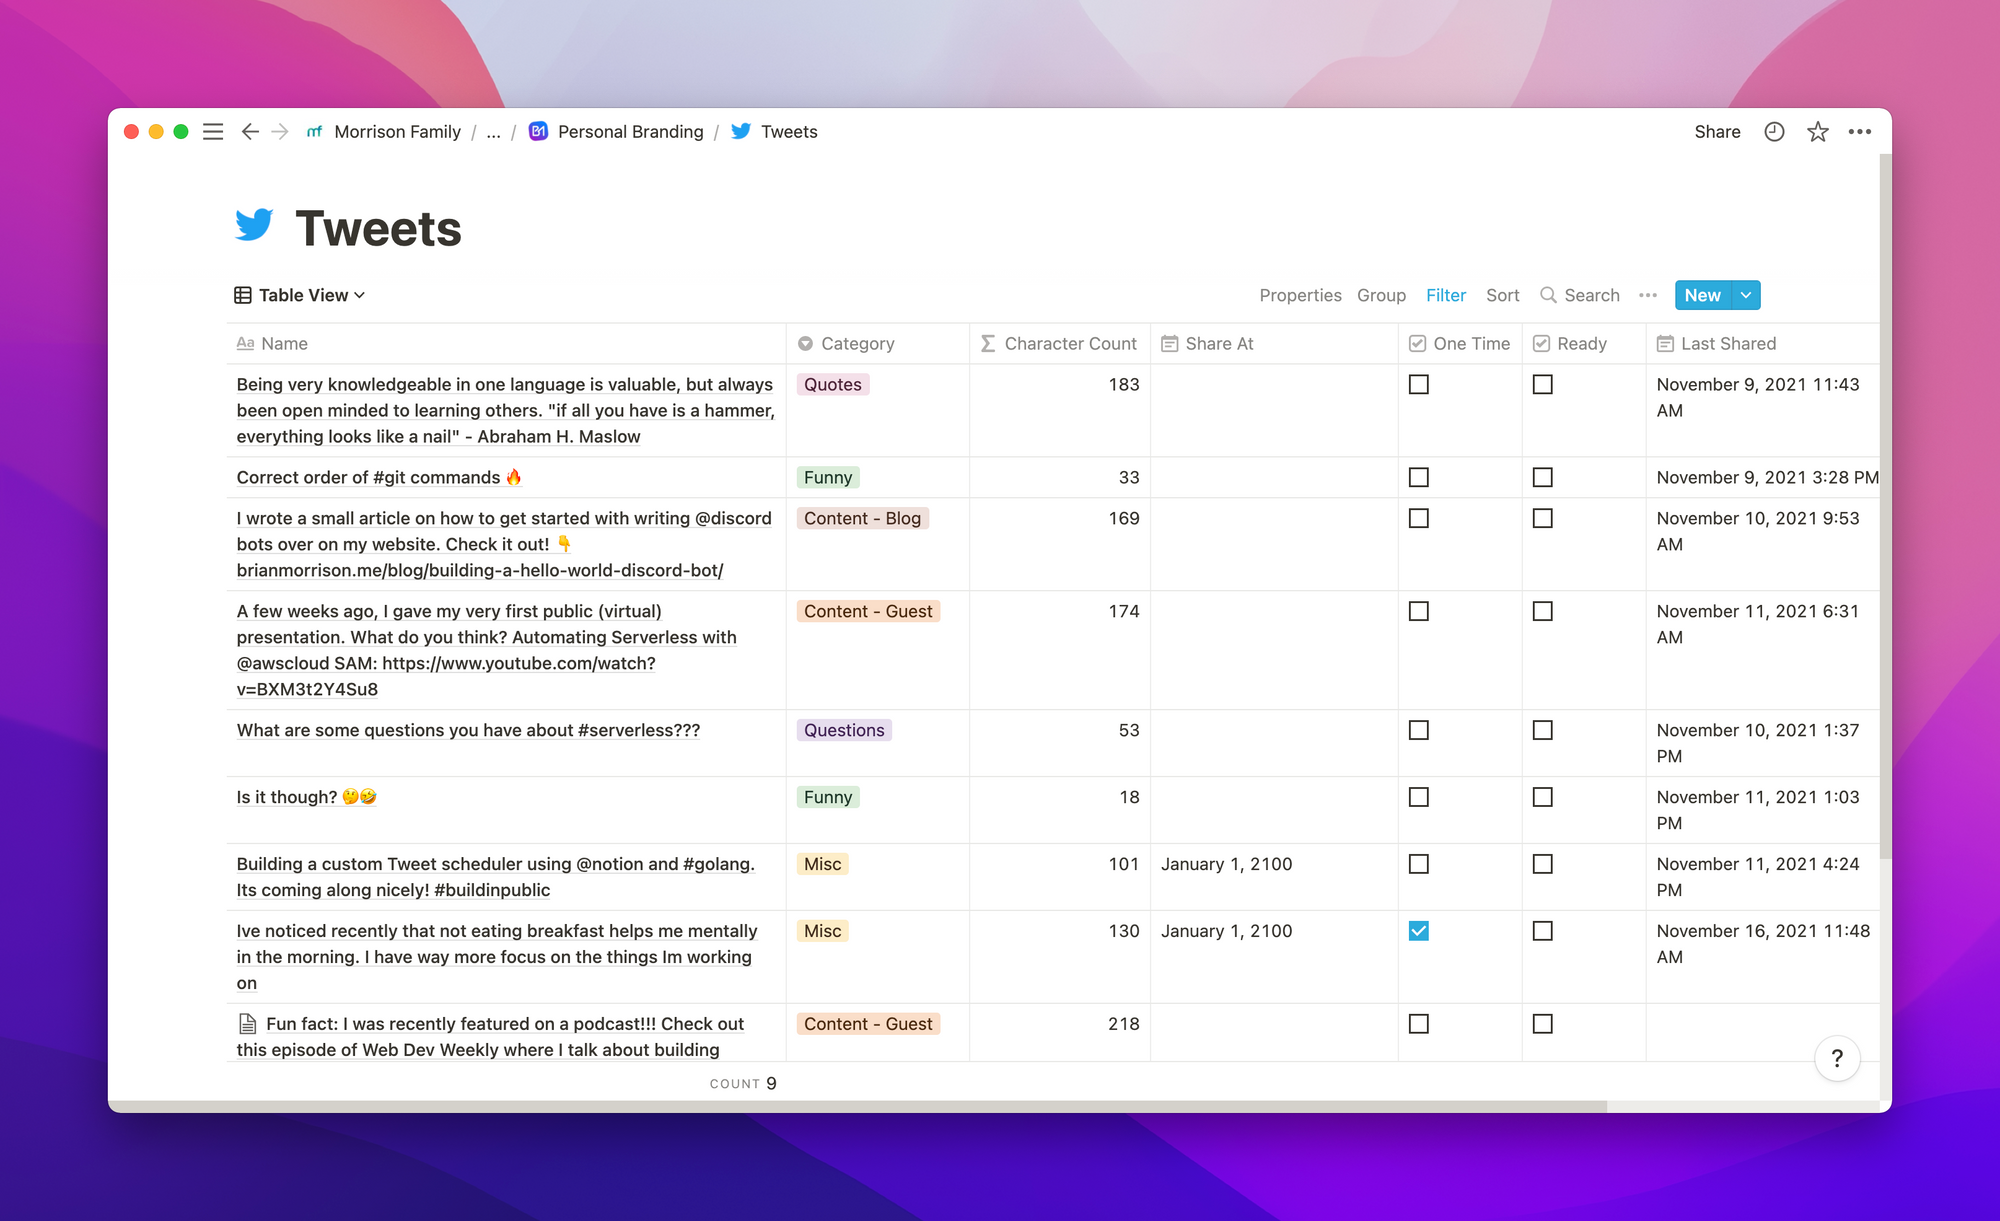 Morrison Family / ... / Personal Branding / Tweets
Share
Tweets
Table View
Properties Group Filter Sort Search New
Aa Name Category Σ Character Count Share At One Time Ready Last Shared
Being very knowledgeable in one language is valuable, but always
been open minded to learning others. "if all you have is a hammer,
everything looks like a nail" - Abraham H. Maslow
Quotes
183
November 9, 2021 11:43
AM
Correct order of #git commands 🔥
Funny
33
November 9, 2021 3:28 PM
I wrote a small article on how to get started with writing @discord
bots over on my website. Check it out! 👇
brianmorrison.me/blog/building-a-hello-world-discord-bot/
Content - Blog
169
November 10, 2021 9:53
AM
A few weeks ago, I gave my very first public (virtual)
presentation. What do you think? Automating Serverless with
@awscloud SAM: https://www.youtube.com/watch?
v=BXM3t2Y4Su8
Content - Guest
174
November 11, 2021 6:31
AM
What are some questions you have about #serverless???
Questions
53
November 10, 2021 1:37
PM
Is it though? 🤔🤣
Funny
18
November 11, 2021 1:03
PM
Building a custom Tweet scheduler using @notion and #golang.
Its coming along nicely! #buildinpublic
Misc
101
January 1, 2100
November 11, 2021 4:24
PM
Ive noticed recently that not eating breakfast helps me mentally
in the morning. I have way more focus on the things Im working
on
Misc
130
January 1, 2100
November 16, 2021 11:48
AM
Fun fact: I was recently featured on a podcast!!! Check out
this episode of Web Dev Weekly where I talk about building
Content - Guest
218
COUNT 9
?